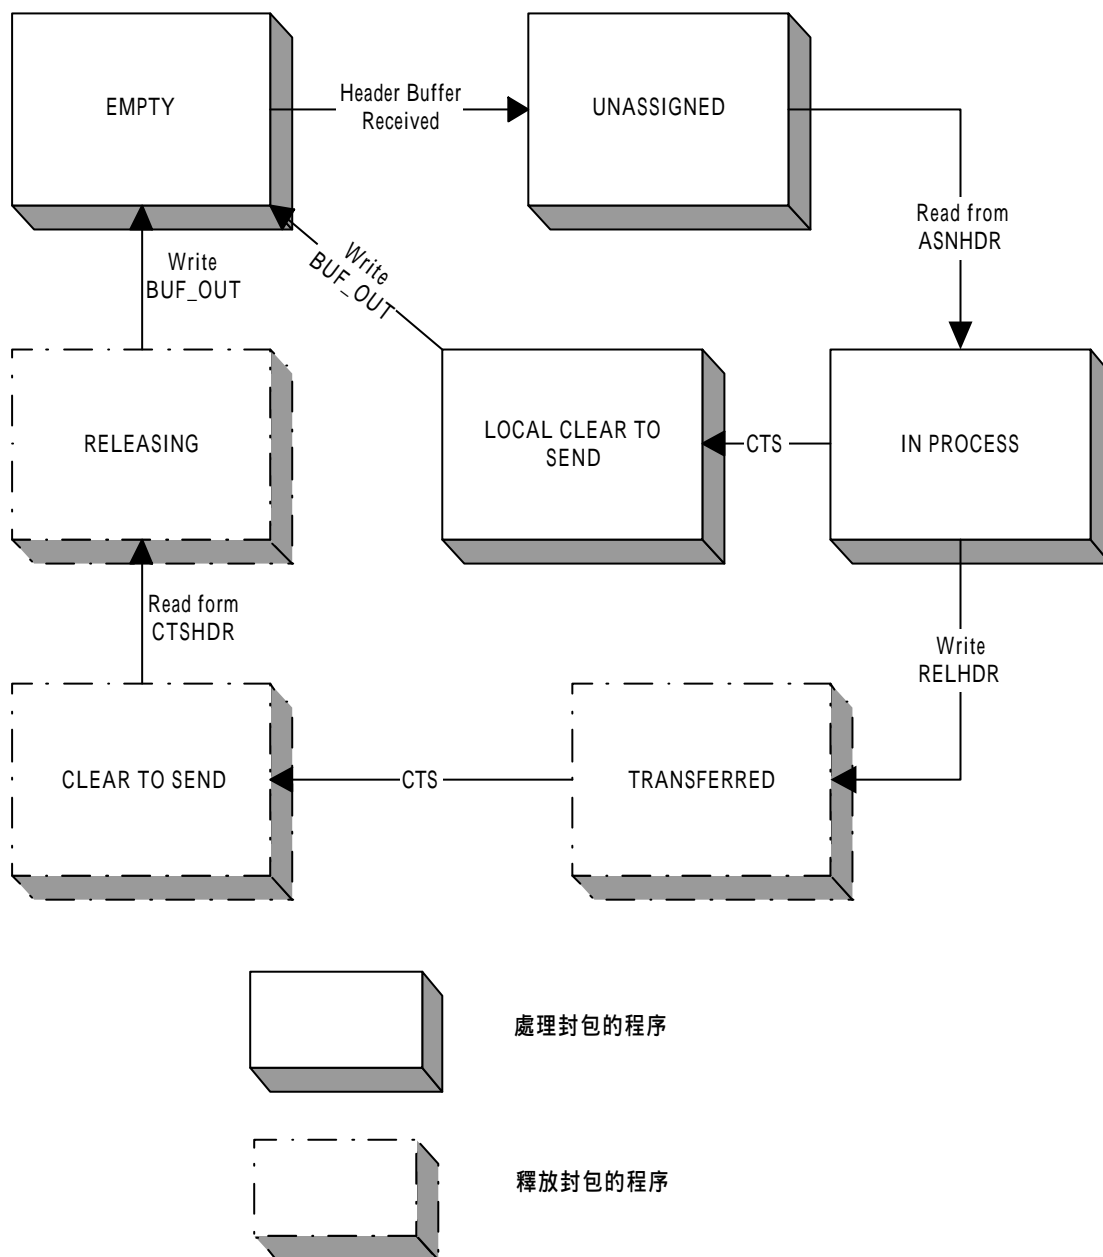 EMPTY
Header Buffer
Received
UNASSIGNED
Read from
ASNHDR
Write
BUF_OUT
Write
BUF_OUT
RELEASING
LOCAL CLEAR TO
SEND
CTS
IN PROCESS
Read form
CTSHDR
Write
RELHDR
CLEAR TO SEND
CTS
TRANSFERRED
處理封包的程序
釋放封包的程序